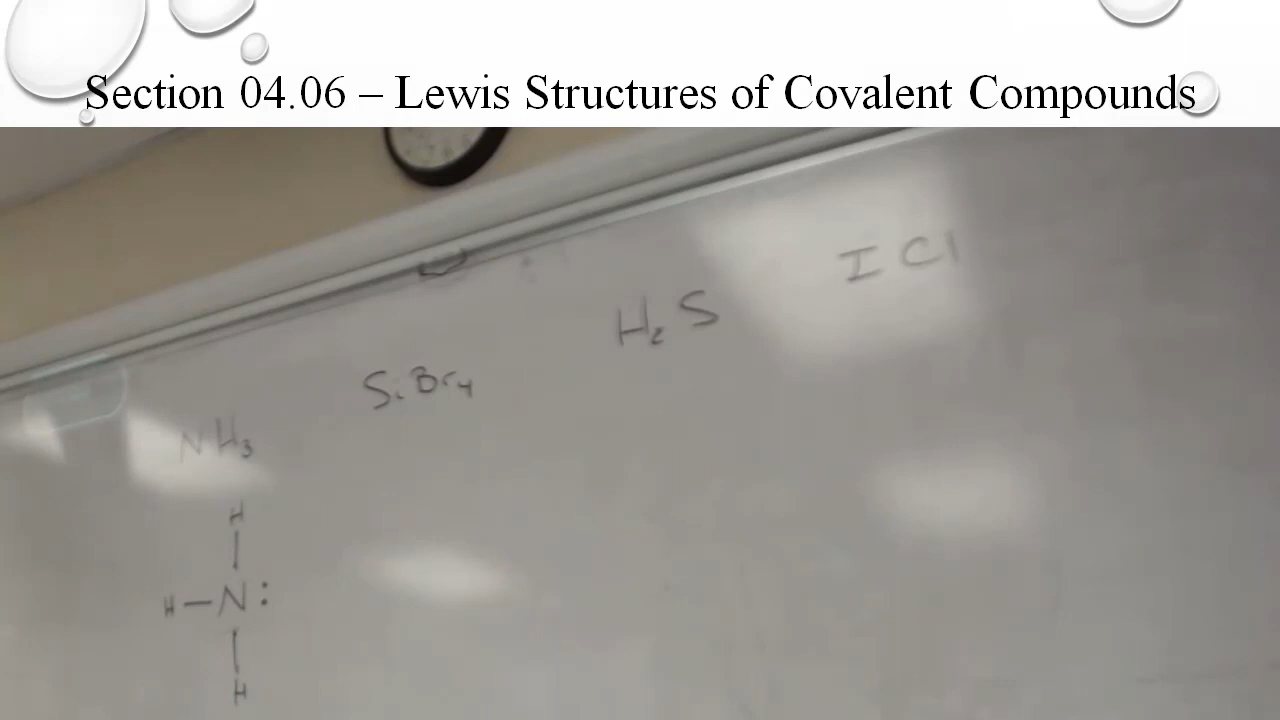 Section 04.06 – Lewis Structures of Covalent Compounds
NH3
SiBr4
H2S
ICl
H
H–N:
H